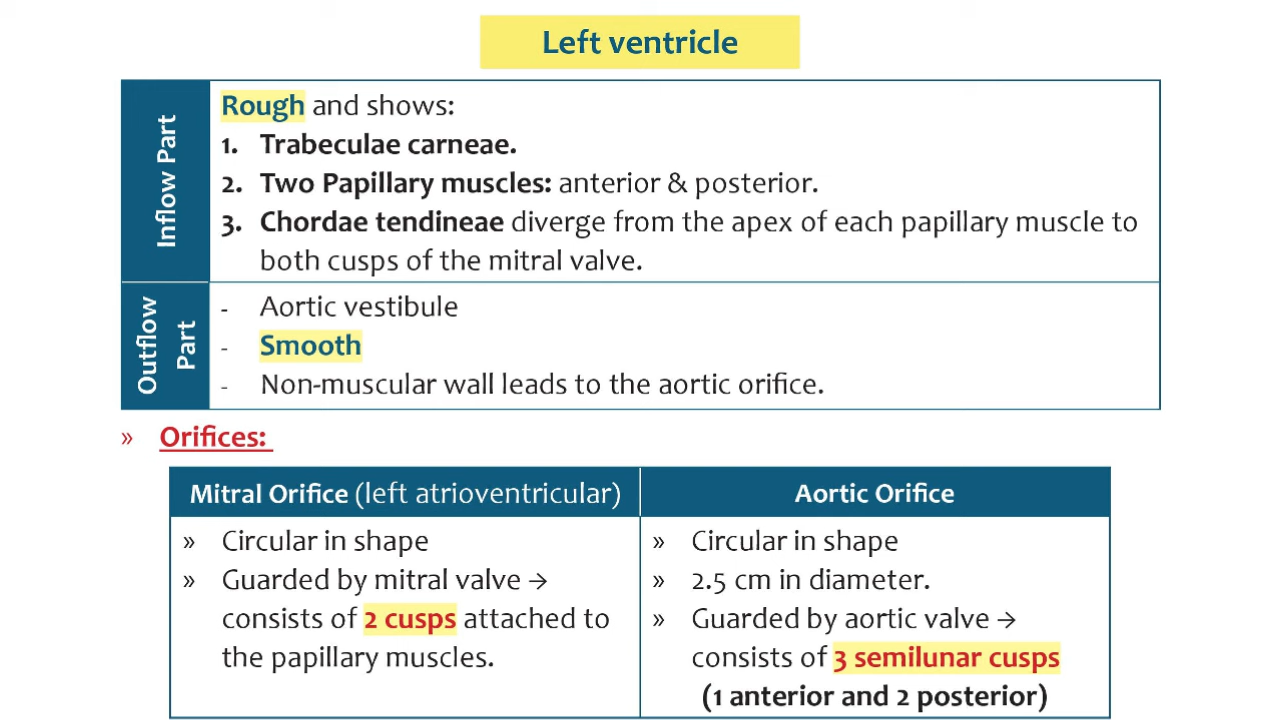 Left ventricle
Inflow Part
Rough and shows:
1. Trabeculae carneae.
2. Two Papillary muscles: anterior & posterior.
3. Chordae tendineae diverge from the apex of each papillary muscle to
both cusps of the mitral valve.
Outflow
Part
- Aortic vestibule
- Smooth
- Non-muscular wall leads to the aortic orifice.
» Orifices:
Mitral Orifice (left atrioventricular)
» Circular in shape
» Guarded by mitral valve →
consists of 2 cusps attached to
the papillary muscles.
Aortic Orifice
» Circular in shape
» 2.5 cm in diameter.
» Guarded by aortic valve →
consists of 3 semilunar cusps
(1 anterior and 2 posterior)